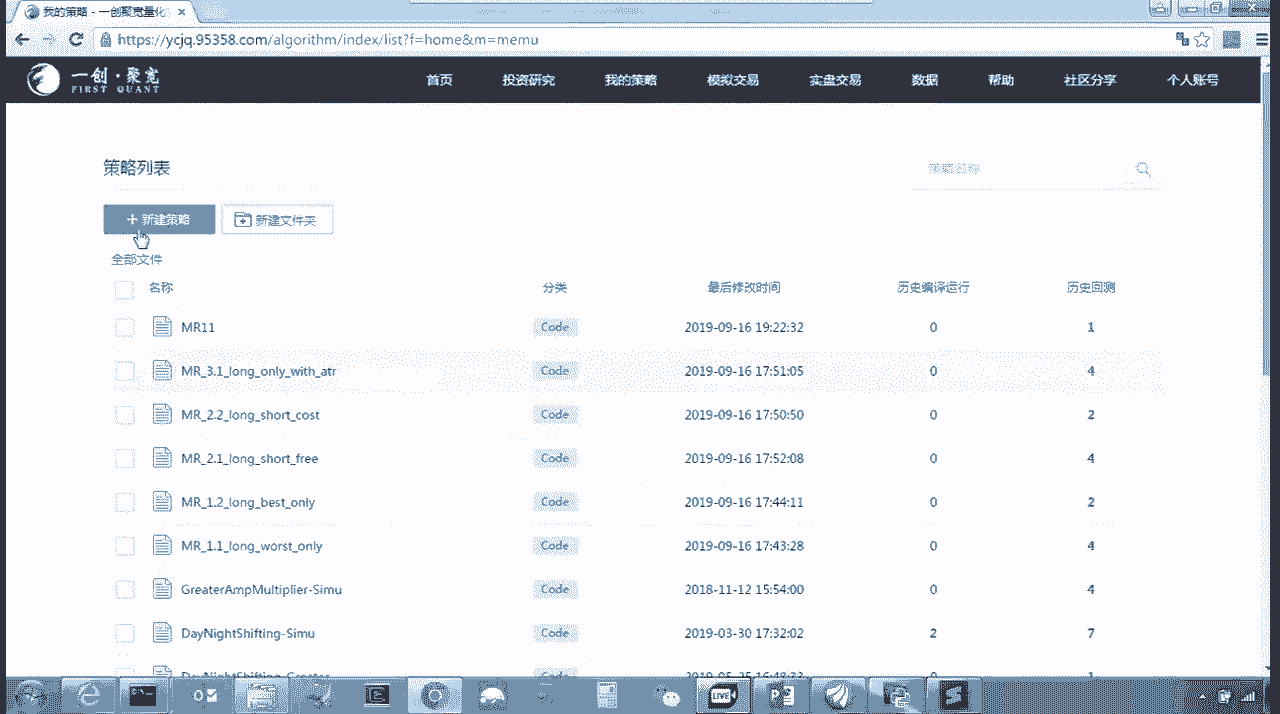 我的策略 - 一创聚宽量化
https://ycjq.95358.com/algorithm/index/list?f=home&m=memu
一创·聚宽
FIRST QUANT
首页 投资研究 我的策略 模拟交易 实盘交易 数据 帮助 社区分享 个人账号
策略列表
策略名称
+ 新建策略 新建文件夹
全部文件
名称 分类 最后修改时间 历史编译运行 历史回测
MR11 Code 2019-09-16 19:22:32 0 1
MR_3.1_long_only_with_atr Code 2019-09-16 17:51:05 0 4
MR_2.2_long_short_cost Code 2019-09-16 17:50:50 0 2
MR_2.1_long_short_free Code 2019-09-16 17:52:08 0 4
MR_1.2_long_best_only Code 2019-09-16 17:44:11 0 2
MR_1.1_long_worst_only Code 2019-09-16 17:43:28 0 4
GreaterAmpMultiplier-Simu Code 2018-11-12 15:54:00 0 4
DayNightShifting-Simu Code 2019-03-30 17:32:02 2 7
DayNightShifting-Greater Code
LIVE